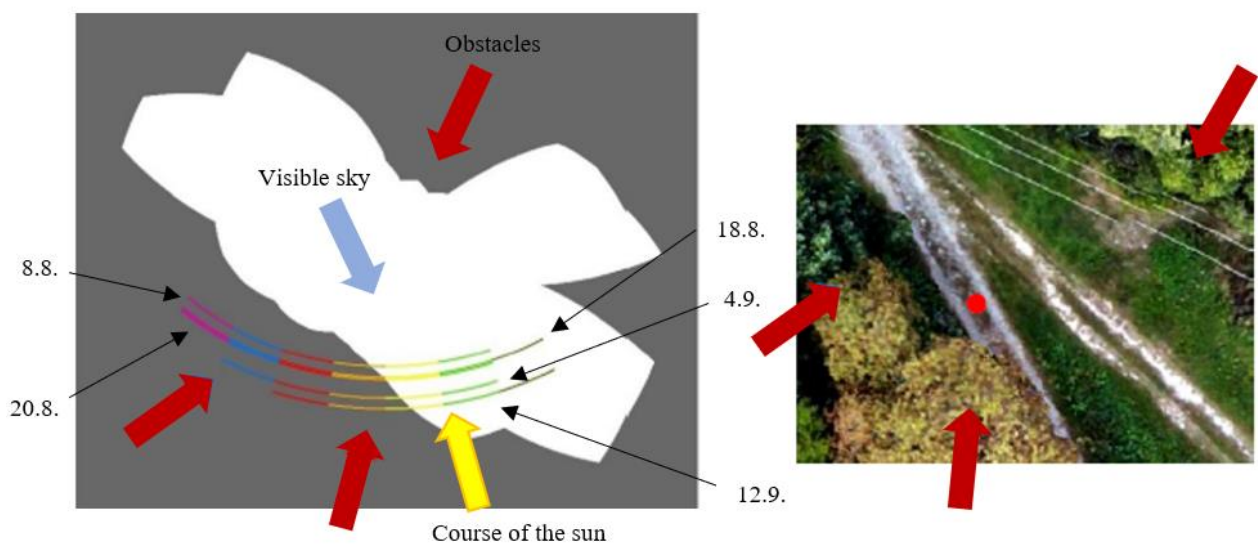 Obstacles
Visible sky
18.8.
8.8.
4.9.
20.8.
12.9.
Course of the sun